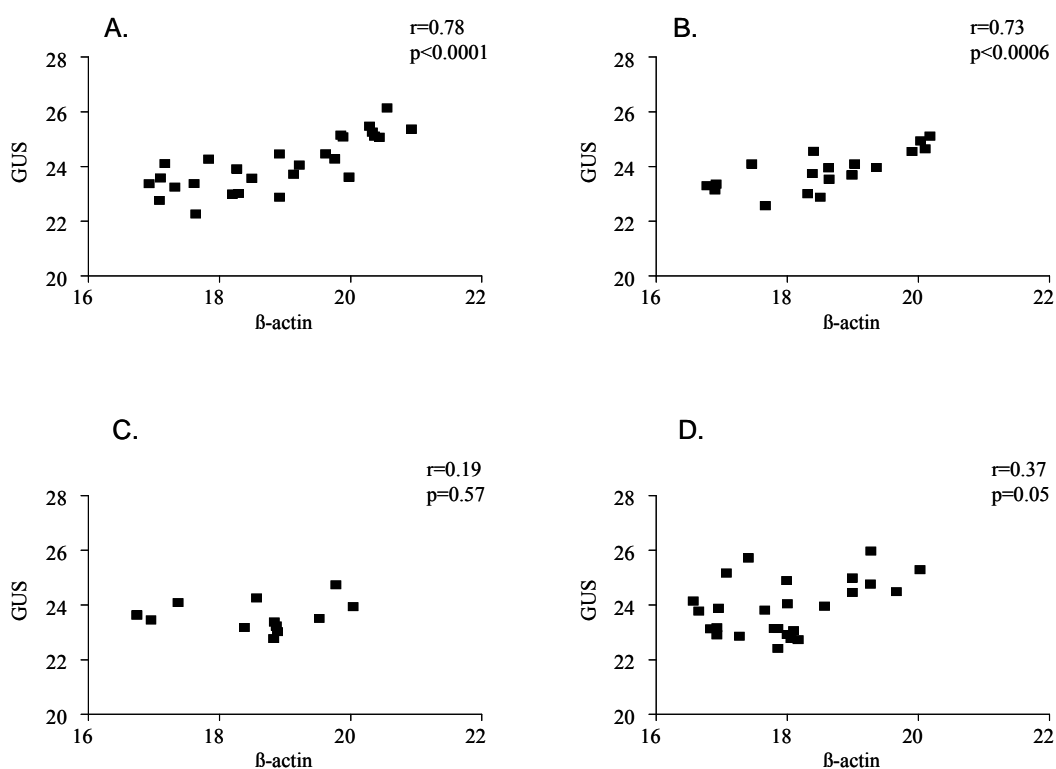 A.
r=0.78
p<0.0001
28
26
24
22
20
GUS
16 18 20 22
ß-actin
B.
r=0.73
p<0.0006
28
26
24
22
20
GUS
16 18 20 22
ß-actin
C.
r=0.19
p=0.57
28
26
24
22
20
GUS
16 18 20 22
ß-actin
D.
r=0.37
p=0.05
28
26
24
22
20
GUS
16 18 20 22
ß-actin